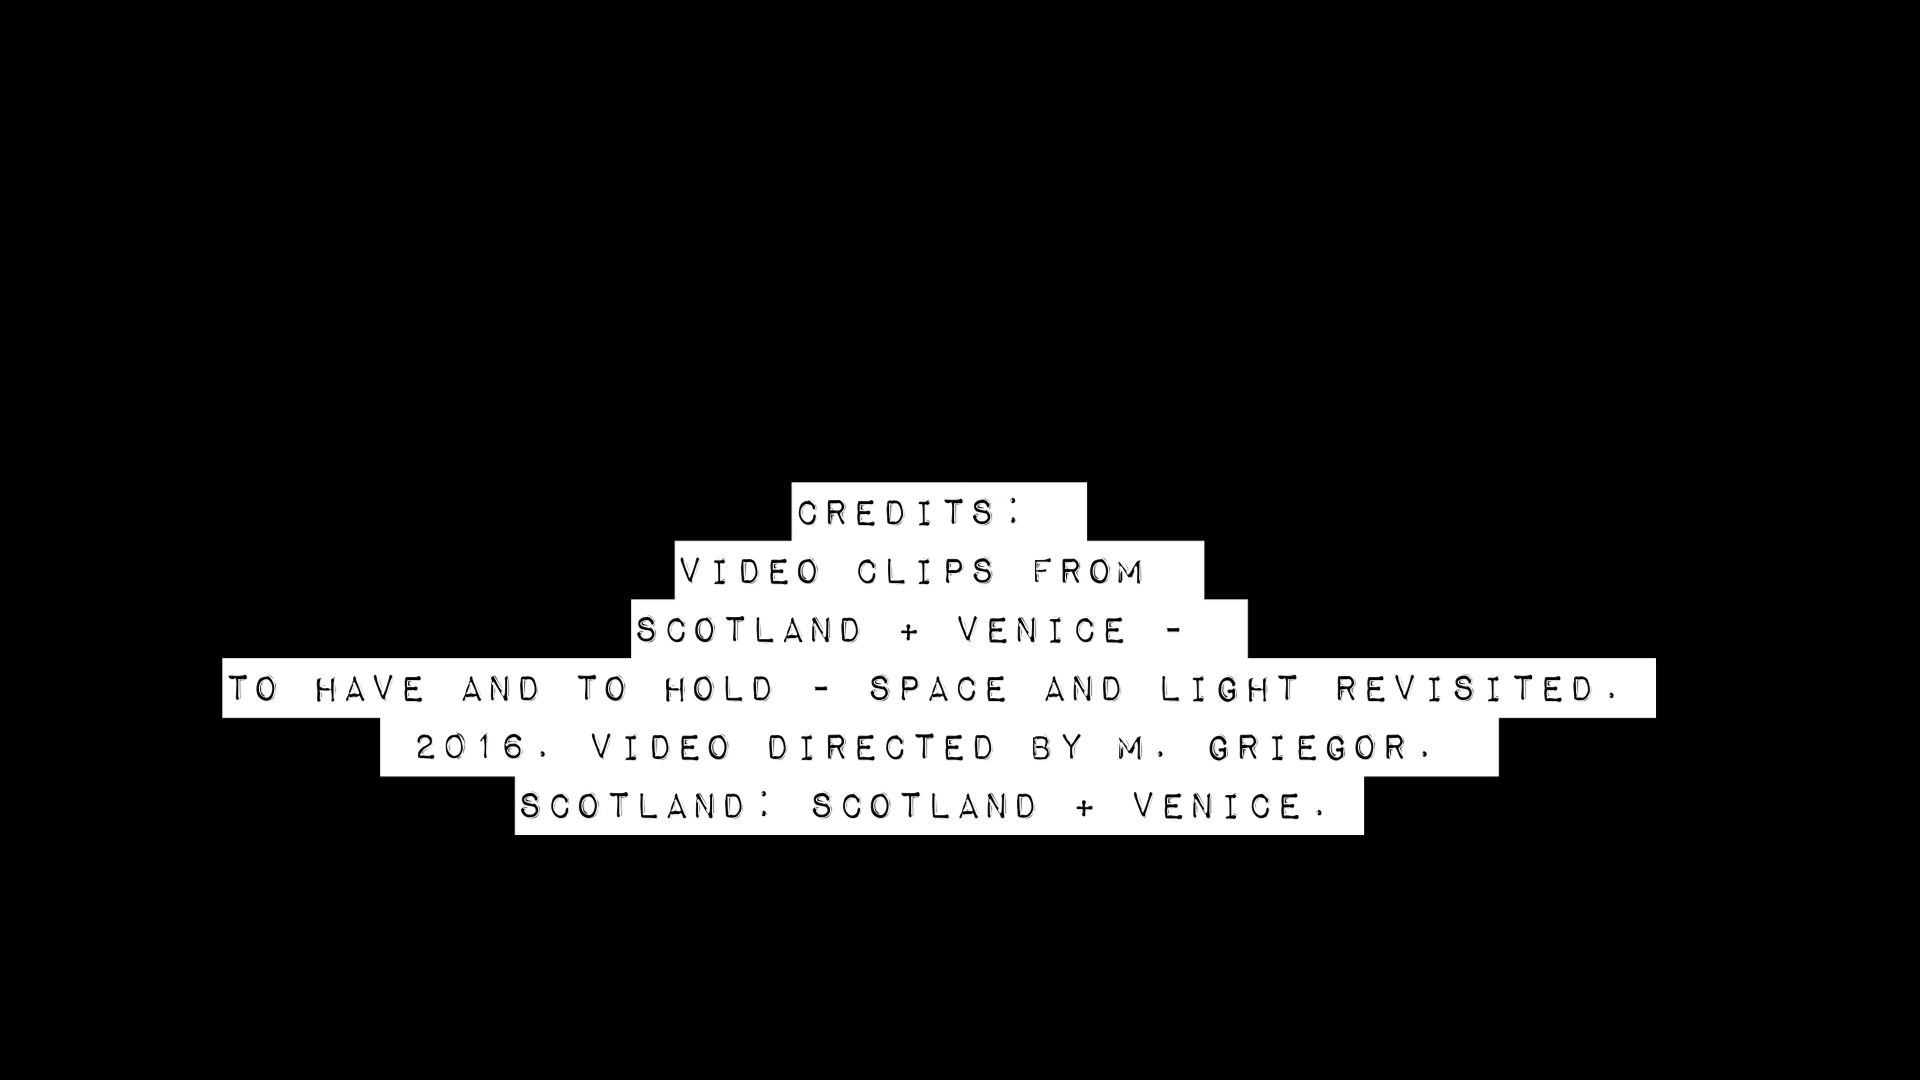 CREDITS:
VIDEO CLIPS FROM
SCOTLAND + VENICE -
TO HAVE AND TO HOLD - SPACE AND LIGHT REVISITED.
2016. VIDEO DIRECTED BY M. GRIEGOR.
SCOTLAND: SCOTLAND + VENICE.